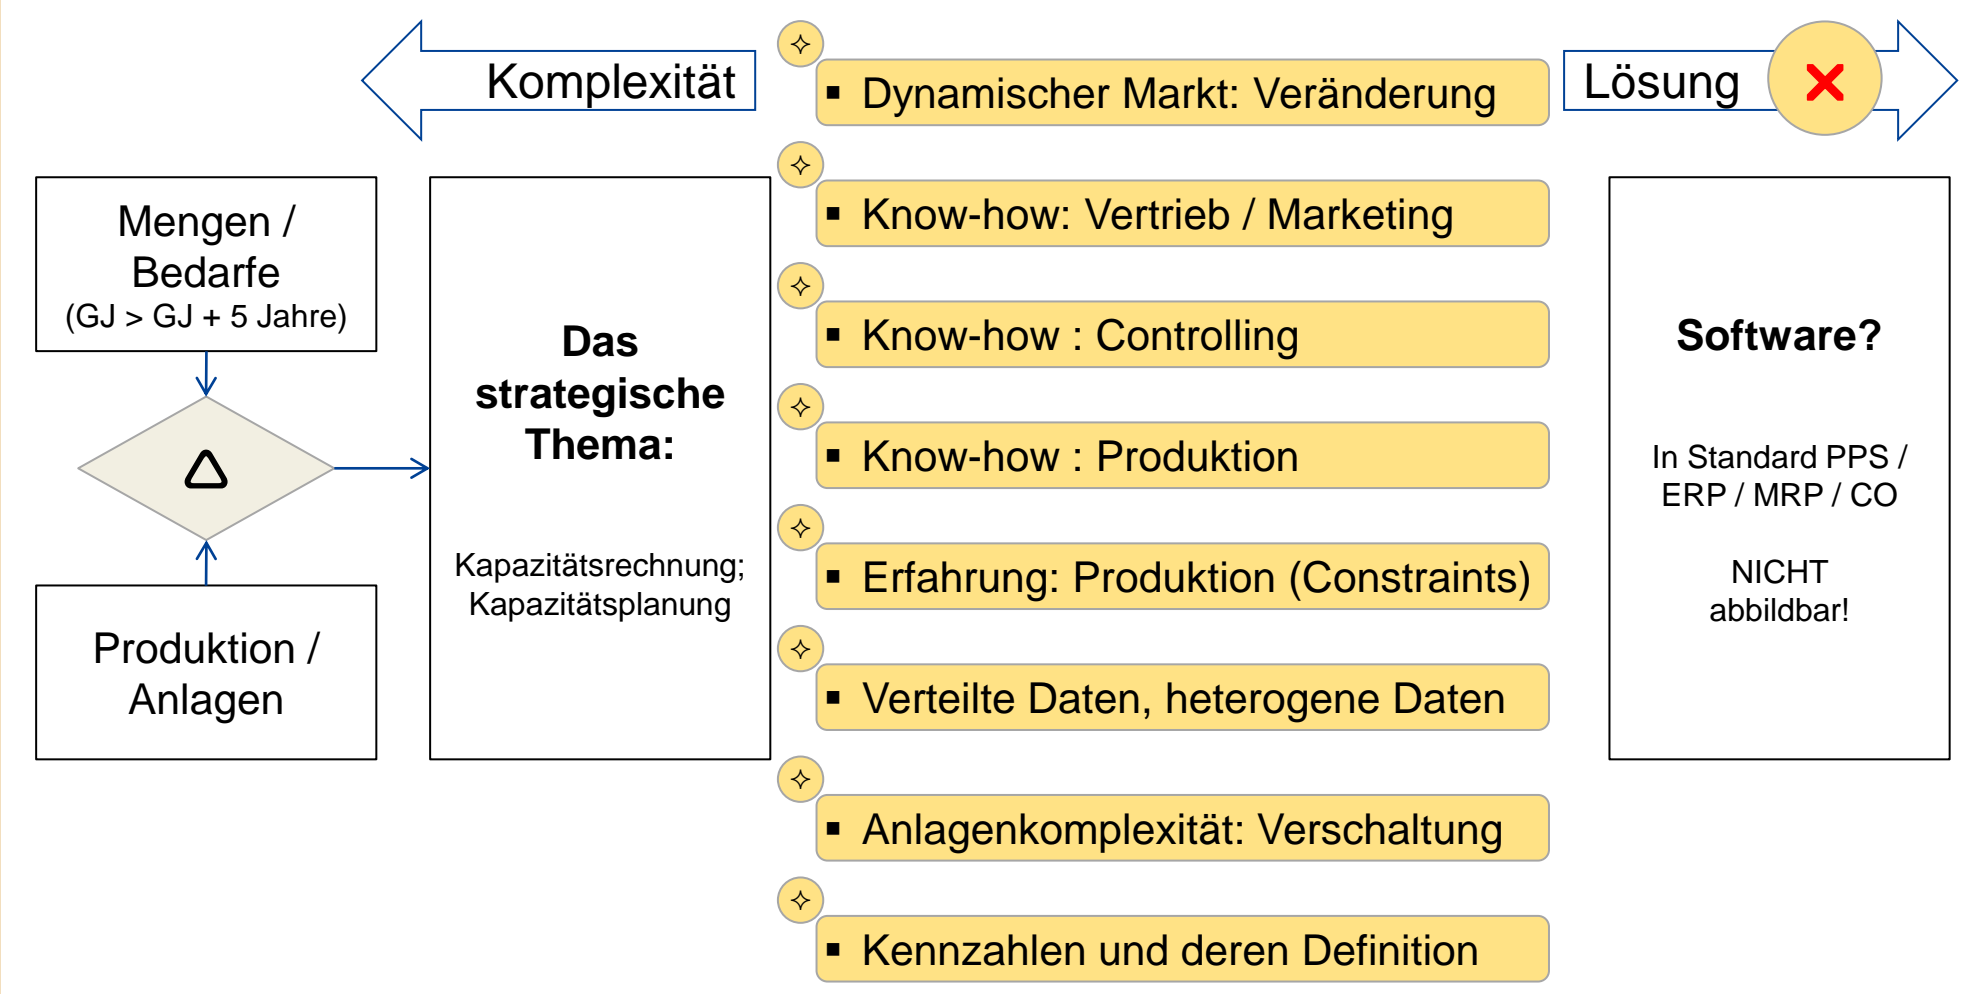 Komplexität
Lösung
Mengen /
Bedarfe
(GJ > GJ + 5 Jahre)
Produktion /
Anlagen
Das
strategische
Thema:
Kapazitätsrechnung;
Kapazitätsplanung
▪ Dynamischer Markt: Veränderung
▪ Know-how: Vertrieb / Marketing
▪ Know-how : Controlling
▪ Know-how : Produktion
▪ Erfahrung: Produktion (Constraints)
▪ Verteilte Daten, heterogene Daten
▪ Anlagenkomplexität: Verschaltung
▪ Kennzahlen und deren Definition
Software?
In Standard PPS /
ERP / MRP / CO
NICHT
abbildbar!